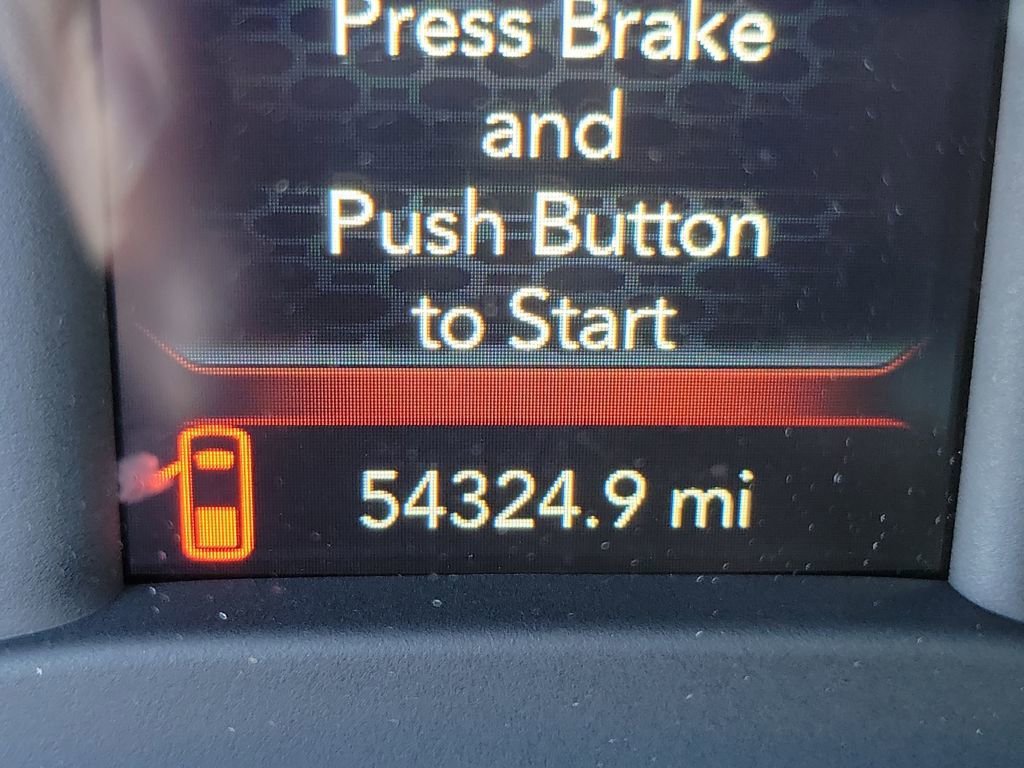 Press Brake
and
Push Button
to Start
54324.9 mi